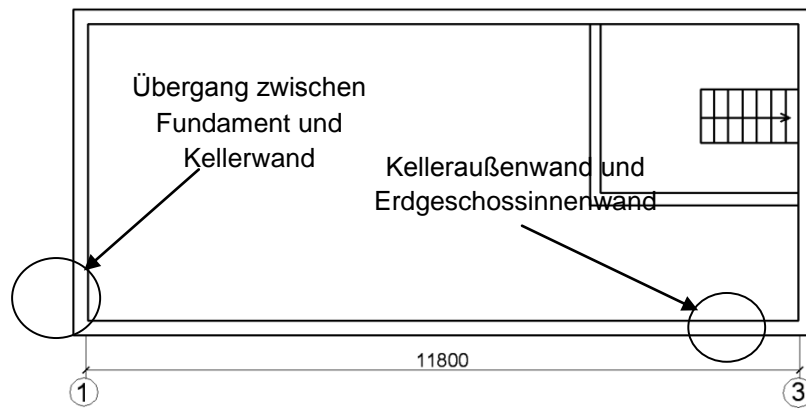 Übergang zwischen
Fundament und
Kellerwand
Kelleraußenwand und
Erdgeschossinnenwand
11800
1
3